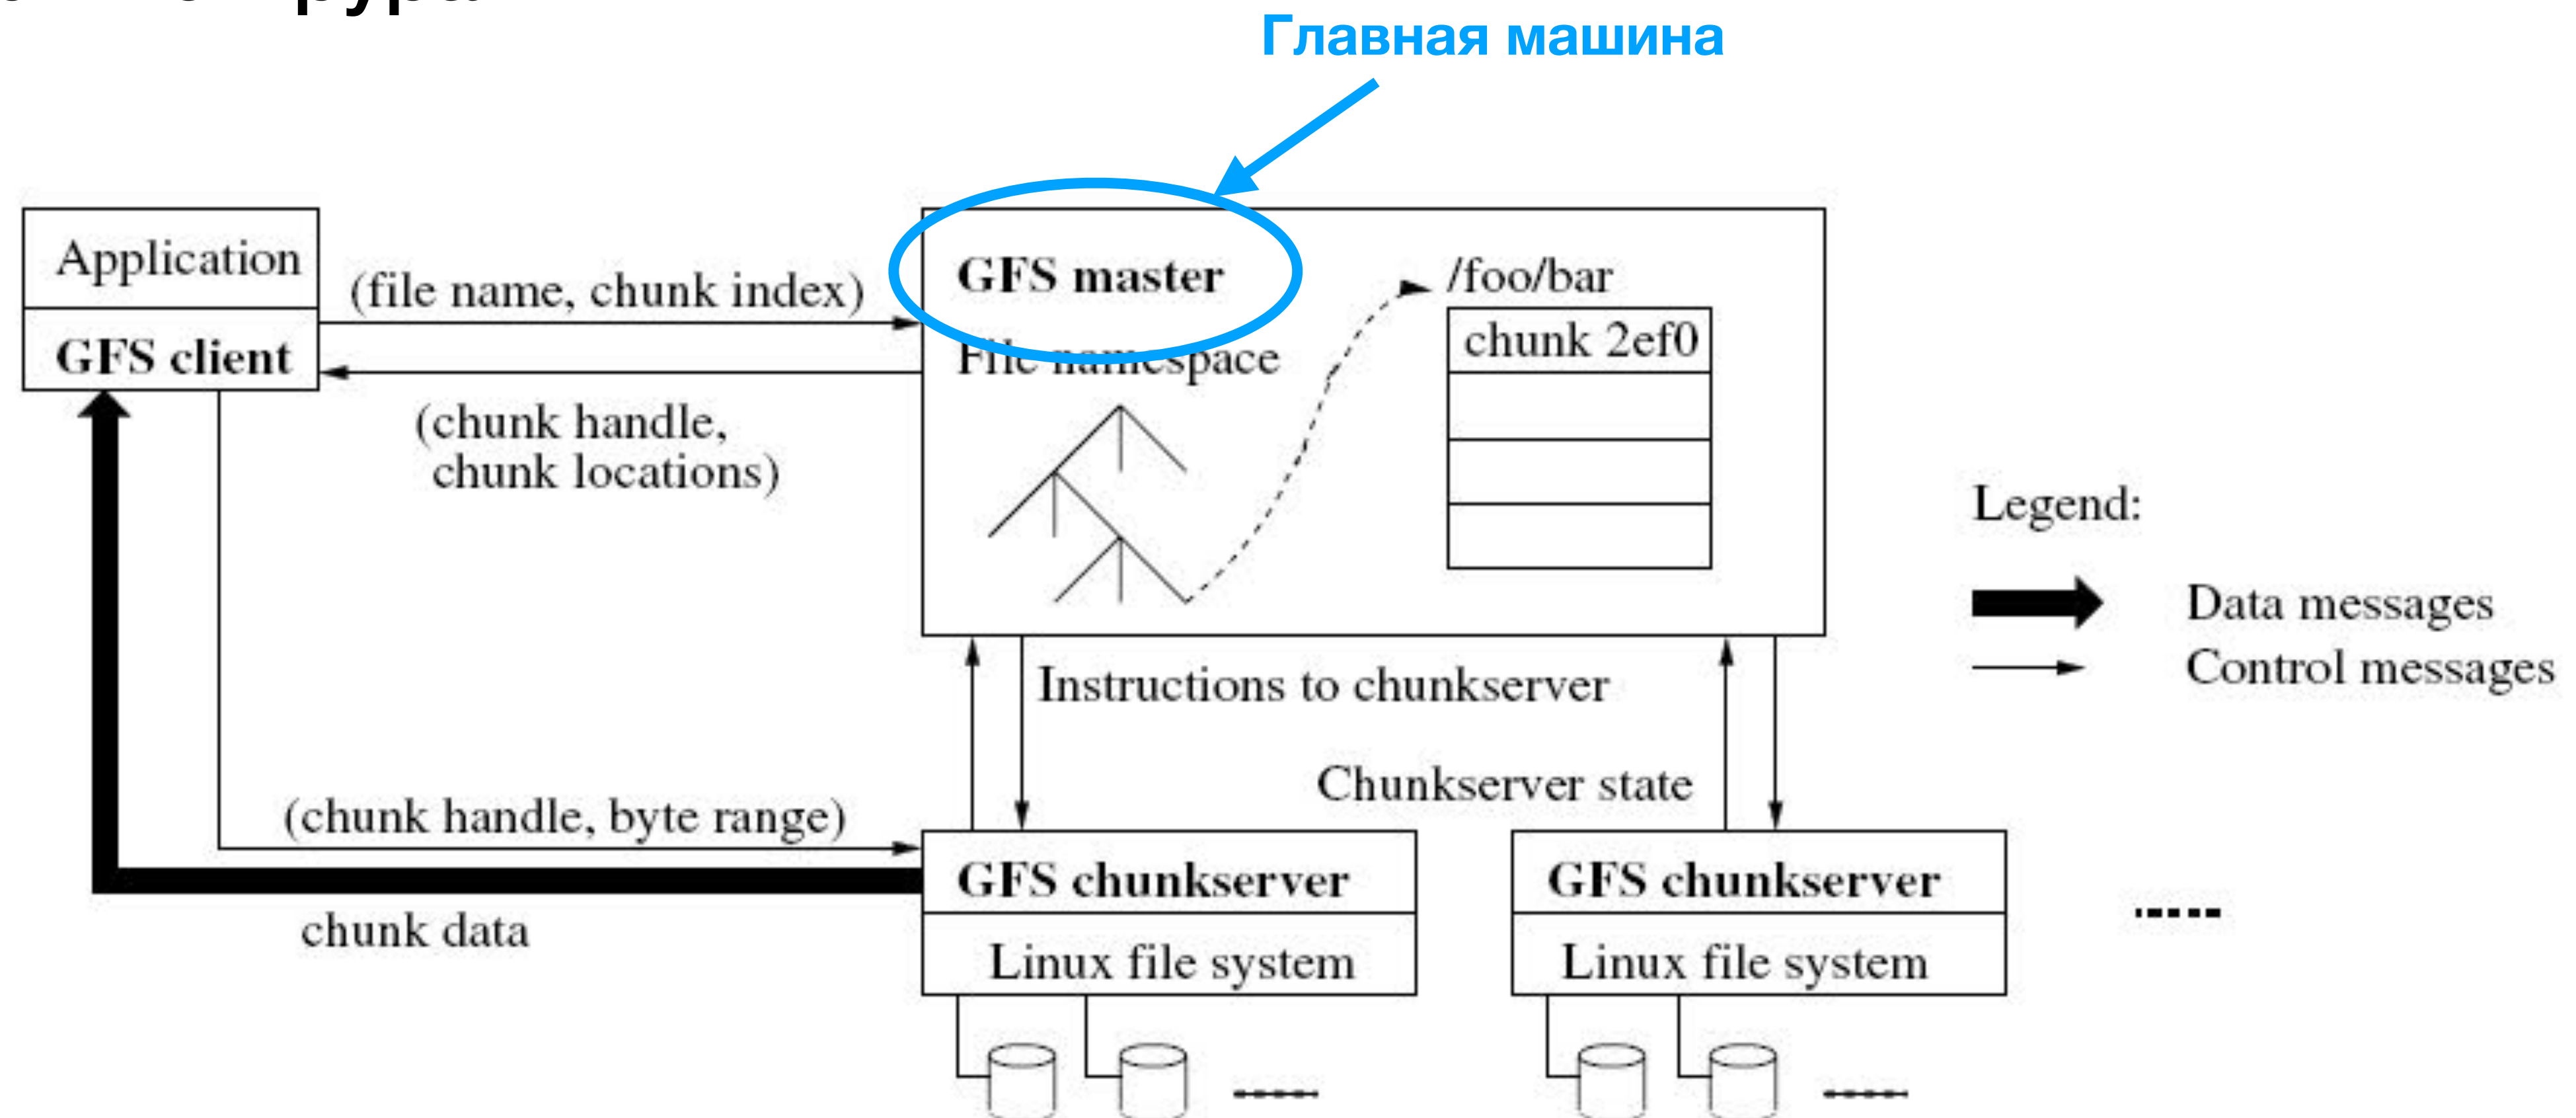 Главная машина
Application
GFS client
(file name, chunk index)
(chunk handle,
chunk locations)
GFS master
File namespace
/foo/bar
chunk 2ef0
Legend:
Data messages
Control messages
Instructions to chunkserver
Chunkserver state
(chunk handle, byte range)
chunk data
GFS chunkserver
Linux file system
GFS chunkserver
Linux file system